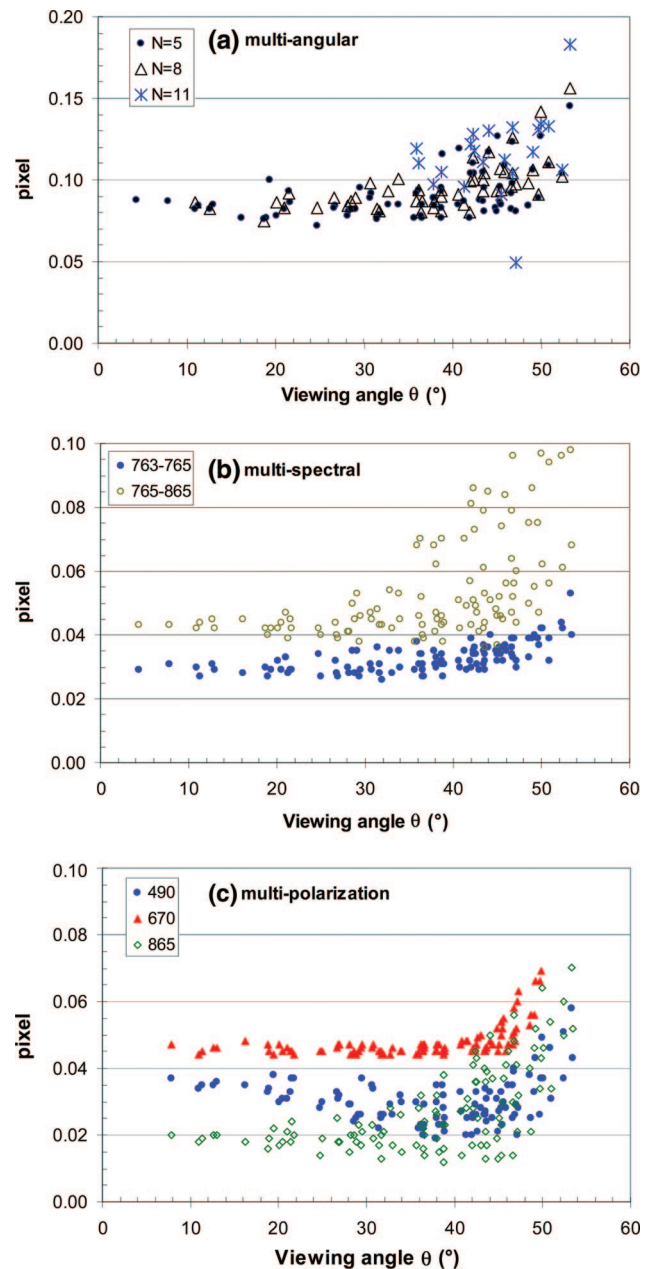 (a) multi-angular
N=5
N=8
N=11
0.20
0.15
0.10
0.05
0.00
pixel
0 10 20 30 40 50 60
Viewing angle θ (°)
(b) multi-spectral
763-765
765-865
0.10
0.08
0.06
0.04
0.02
0.00
pixel
0 10 20 30 40 50 60
Viewing angle θ (°)
(c) multi-polarization
490
670
865
0.10
0.08
0.06
0.04
0.02
0.00
pixel
0 10 20 30 40 50 60
Viewing angle θ (°)